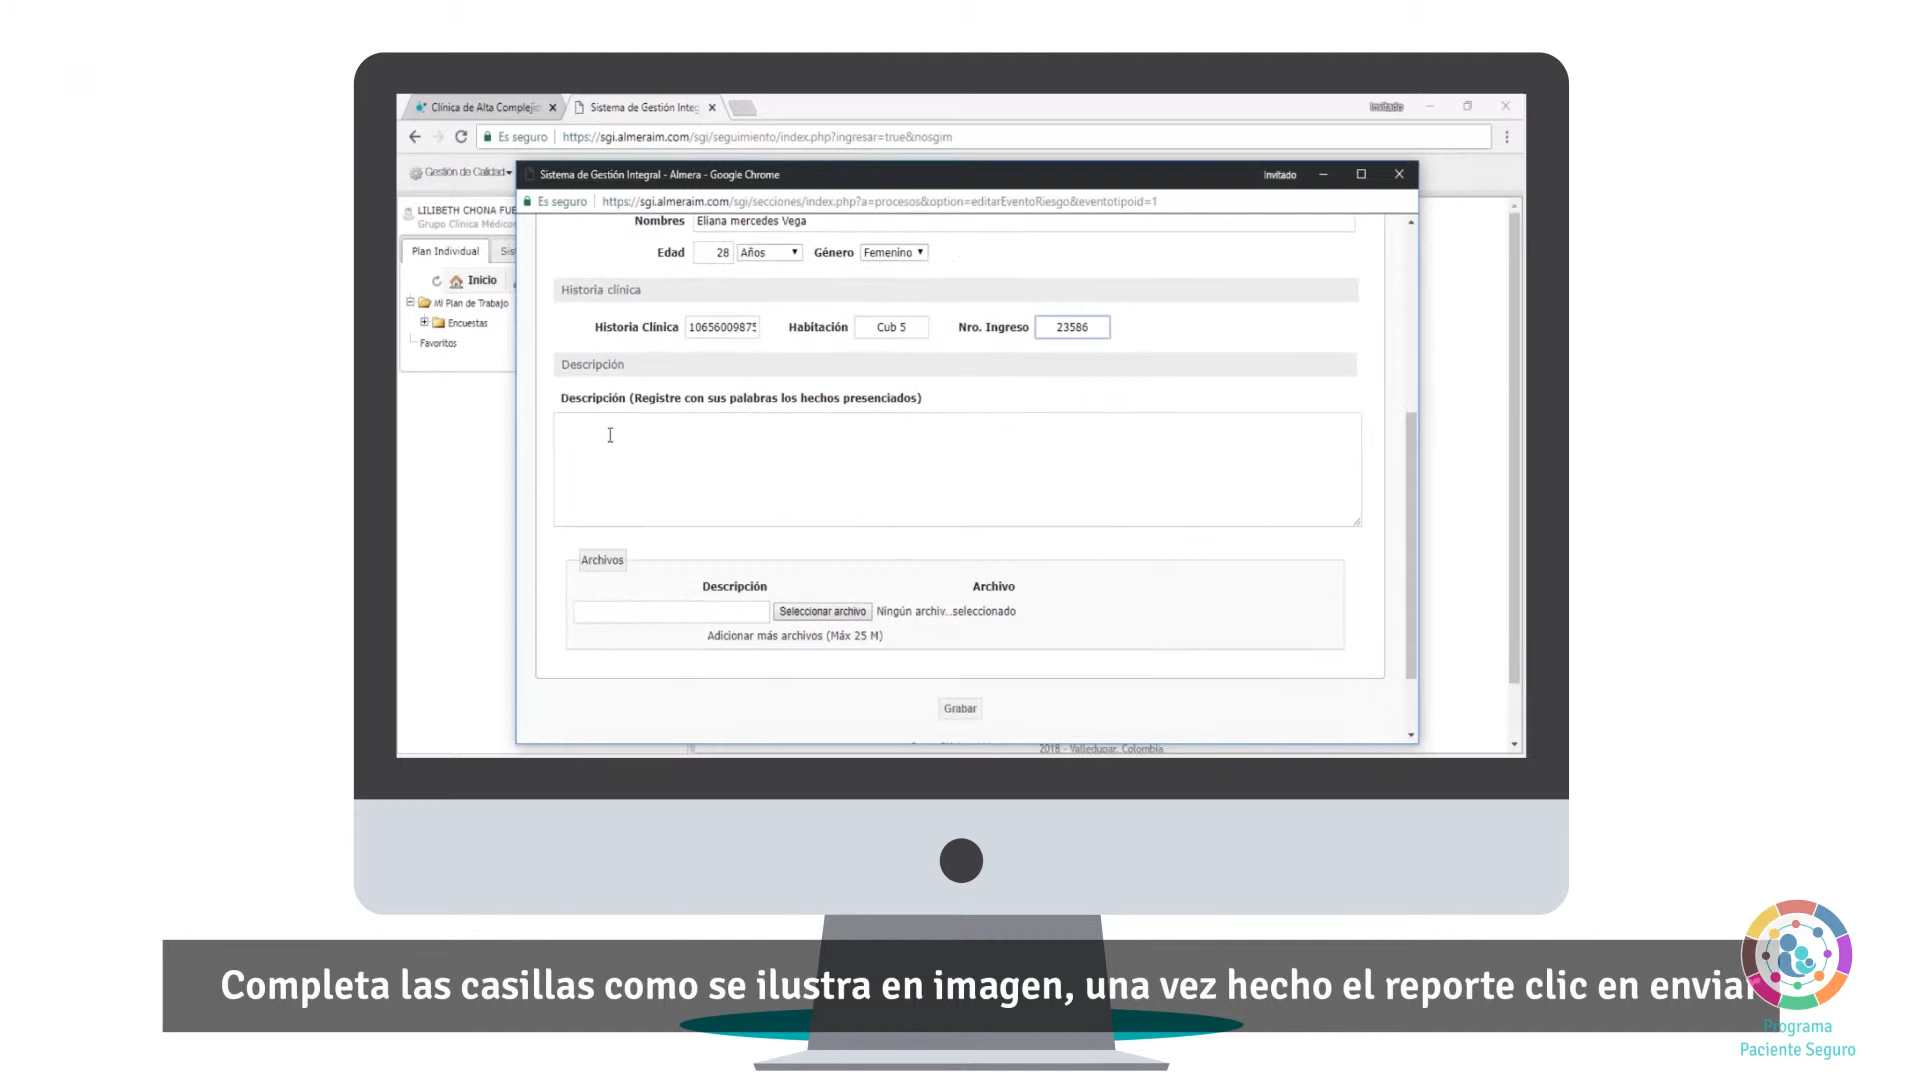 Clínica de Alta Complejio
Sistema de Gestión Integ
Invitado
Es seguro https://sgi.almeraim.com/sgi/seguimiento/index.php?ingresar=true&nosgim
Gestión de Calidad
Sistema de Gestión Integral - Almera - Google Chrome Invitado
Es seguro https://sgi.almeraim.com/sgi/secciones/index.php?a=procesos&option=editarEventoRiesgo&eventotipoid=1
LILIBETH CHONA FUE
Grupo Clinica Médicos
Plan Individual Sis
Inicio
Mi Plan de Trabajo
Encuestas
Favoritos
Nombres Eliana mercedes Vega
Edad 28 Años Género Femenino
Historia clínica
Historia Clínica 10656009875 Habitación Cub 5 Nro. Ingreso 23586
Descripción
Descripción (Registre con sus palabras los hechos presenciados)
Archivos
Descripción Archivo
Seleccionar archivo Ningún archiv...seleccionado
Adicionar más archivos (Máx 25 M)
Grabar
2018 - Valledupar. Colombia.
Completa las casillas como se ilustra en imagen, una vez hecho el reporte clic en enviar
Programa
Paciente Seguro